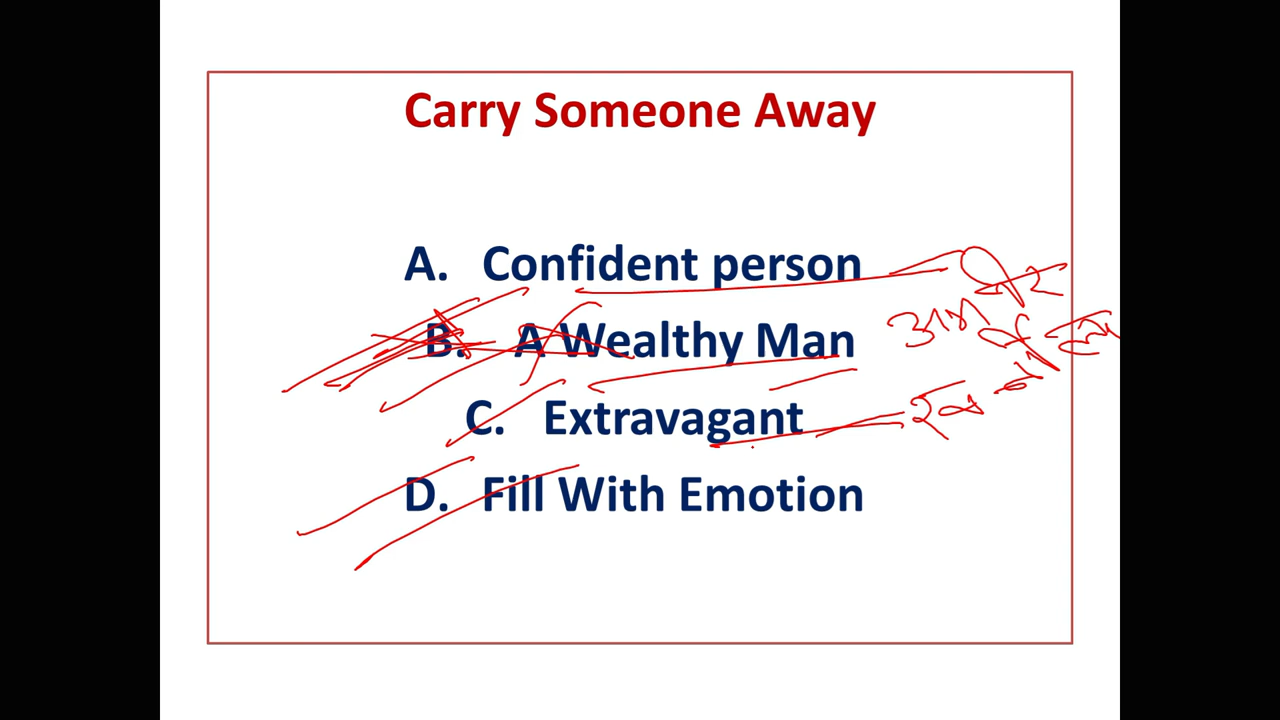 Carry Someone Away
A. Confident person
B. A Wealthy Man
C. Extravagant
D. Fill With Emotion